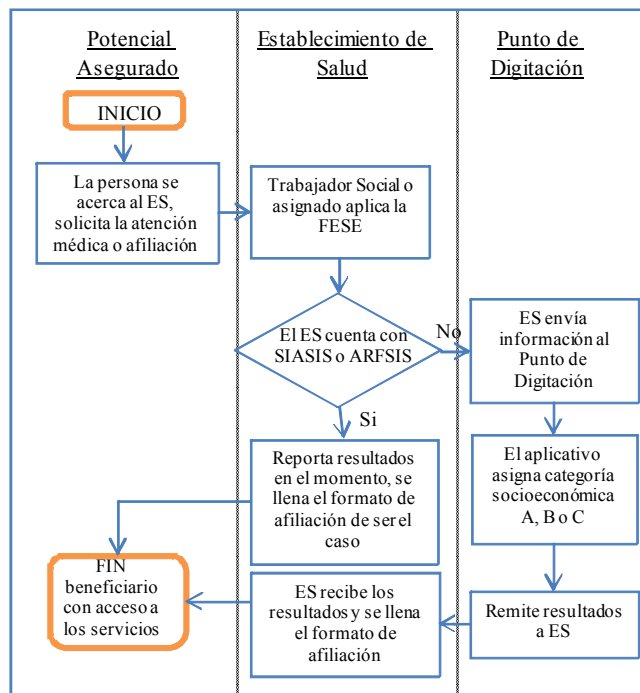 Potencial
Asegurado
Establecimiento de
Salud
Punto de
Digitación
INICIO
La persona se
acerca al ES,
solicita la atención
médica o afiliación
Trabajador Social o
asignado aplica la
FESE
El ES cuenta con
SIASIS o ARFSIS
No
ES envía
información al
Punto de
Digitación
Si
Reporta resultados
en el momento, se
llena el formato de
afiliación de ser el
caso
El aplicativo
asigna categoría
socioeconómica
A, B o C
FIN
beneficiario
con acceso a
los servicios
ES recibe los
resultados y se llena
el formato de
afiliación
Remite resultados
a ES